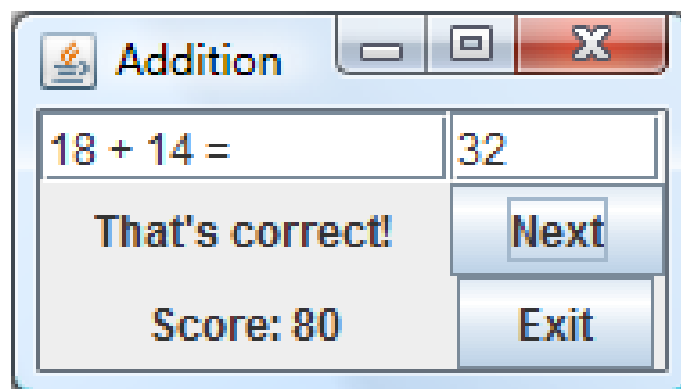 Addition
18 + 14 =
32
That's correct!
Next
Score: 80
Exit